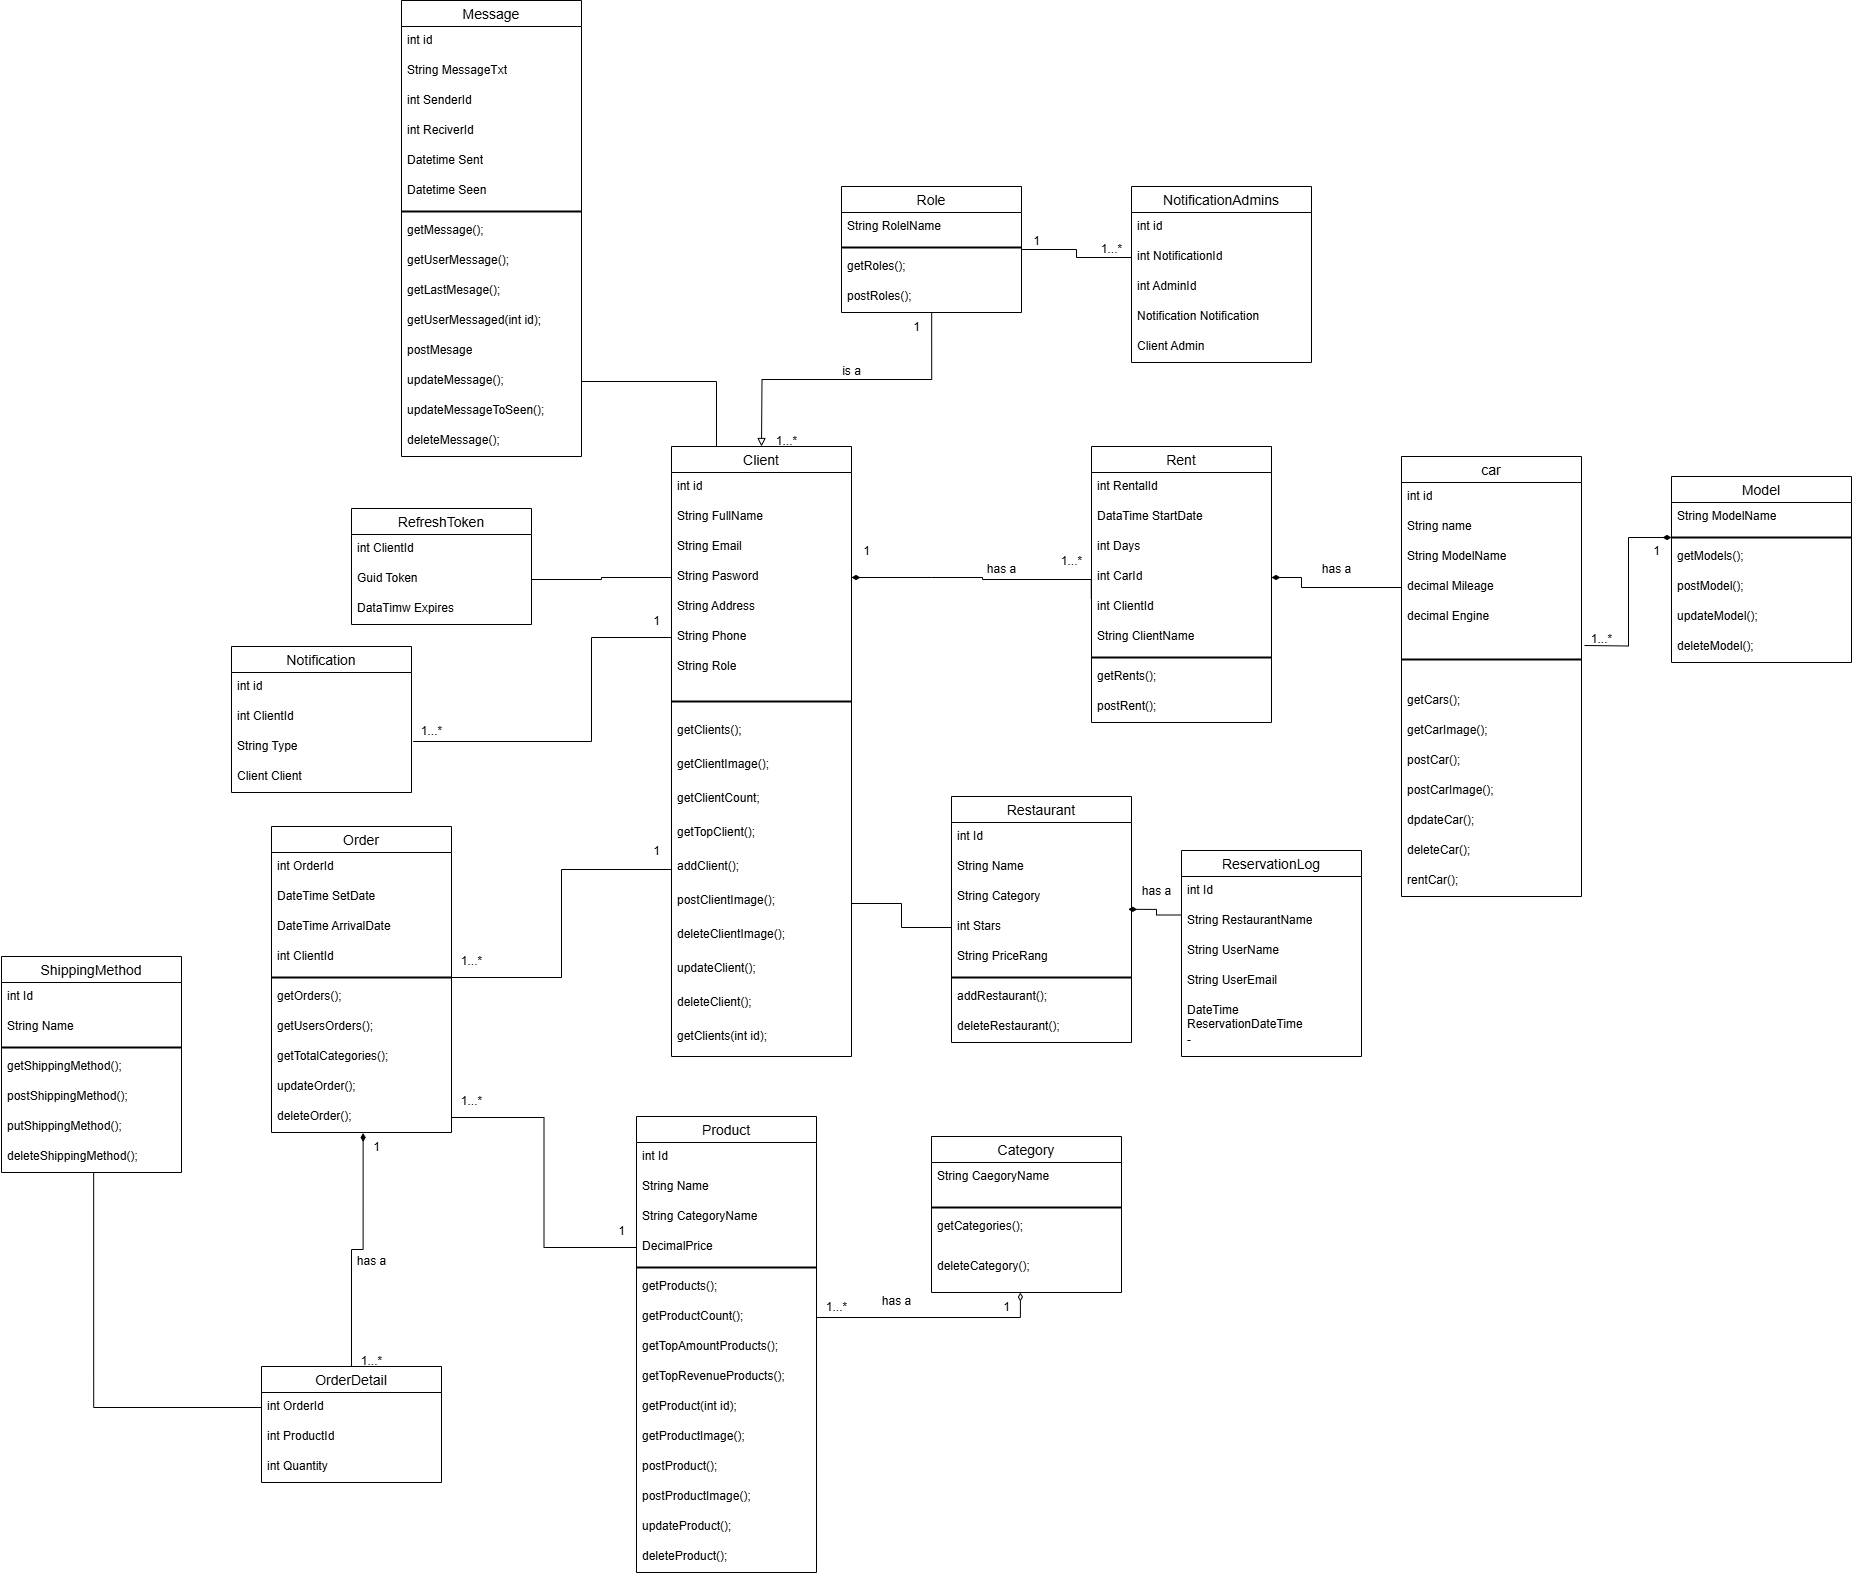 Message
int id
String MessageTxt
int SenderId
int ReciverId
Datetime Sent
Datetime Seen
getMessage();
getUserMessage();
getLastMesage();
getUserMessaged(int id);
postMesage
updateMessage();
updateMessageToSeen();
deleteMessage();
Role
String RolelName
getRoles();
postRoles();
1
1...*
NotificationAdmins
int id
int NotificationId
int AdminId
Notification Notification
Client Admin
1
is a
1...*
Client
int id
String FullName
String Email
String Pasword
String Address
String Phone
String Role
getClients();
getClientImage();
getClientCount;
getTopClient();
addClient();
postClientImage();
deleteClientImage();
updateClient();
deleteClient();
getClients(int id);
1
has a
1...*
Rent
int RentalId
DataTime StartDate
int Days
int CarId
int ClientId
String ClientName
getRents();
postRent();
has a
car
int id
String name
String ModelName
decimal Mileage
decimal Engine
getCars();
getCarImage();
postCar();
postCarImage();
dpdateCar();
deleteCar();
rentCar();
1...*
1
Model
String ModelName
getModels();
postModel();
updateModel();
deleteModel();
RefreshToken
int ClientId
Guid Token
DataTimw Expires
1
Notification
int id
int ClientId
String Type
Client Client
1...*
Order
int OrderId
DateTime SetDate
DateTime ArrivalDate
int ClientId
getOrders();
getUsersOrders();
getTotalCategories();
updateOrder();
deleteOrder();
1
1...*
Restaurant
int Id
String Name
String Category
int Stars
String PriceRang
addRestaurant();
deleteRestaurant();
has a
ReservationLog
int Id
String RestaurantName
String UserName
String UserEmail
DateTime
ReservationDateTime
-
ShippingMethod
int Id
String Name
getShippingMethod();
postShippingMethod();
putShippingMethod();
deleteShippingMethod();
1...*
1
1
has a
1...*
Product
int Id
String Name
String CategoryName
DecimalPrice
getProducts();
getProductCount();
getTopAmountProducts();
getTopRevenueProducts();
getProduct(int id);
getProductImage();
postProduct();
postProductImage();
updateProduct();
deleteProduct();
Category
String CaegoryName
getCategories();
deleteCategory();
1...*
has a
1
OrderDetail
int OrderId
int ProductId
int Quantity